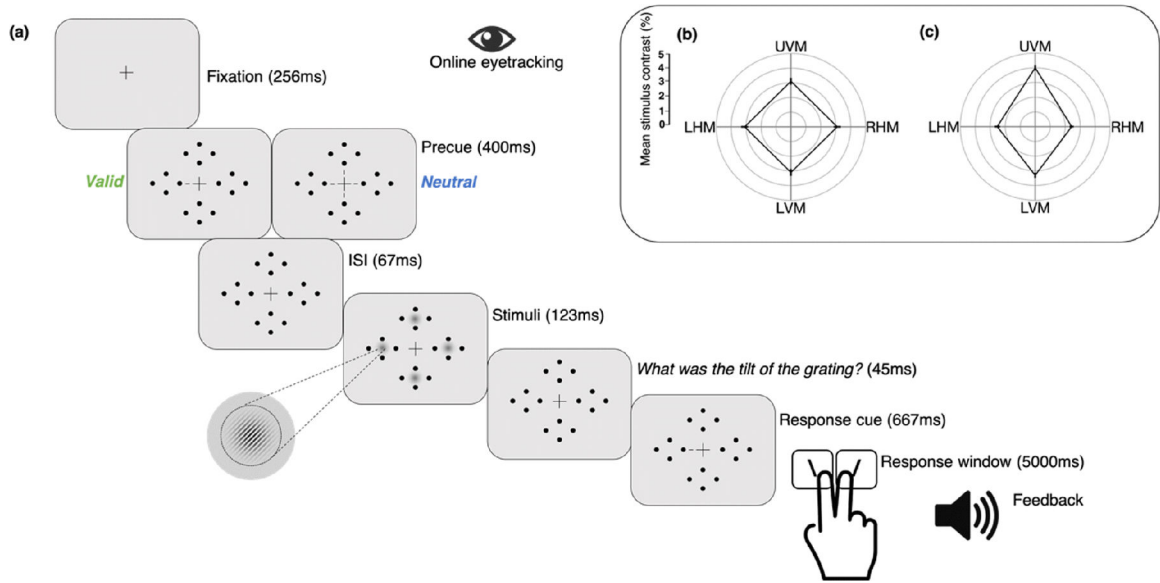 (a)
Fixation (256ms)
Online eyetracking
Precue (400ms)
Valid
Neutral
ISI (67ms)
Stimuli (123ms)
What was the tilt of the grating? (45ms)
Response cue (667ms)
Response window (5000ms)
Feedback
(b)
Mean stimulus contrast (%)
5
4
3
2
1
0
UVM
LHM
RHM
LVM
(c)
UVM
LHM
RHM
LVM